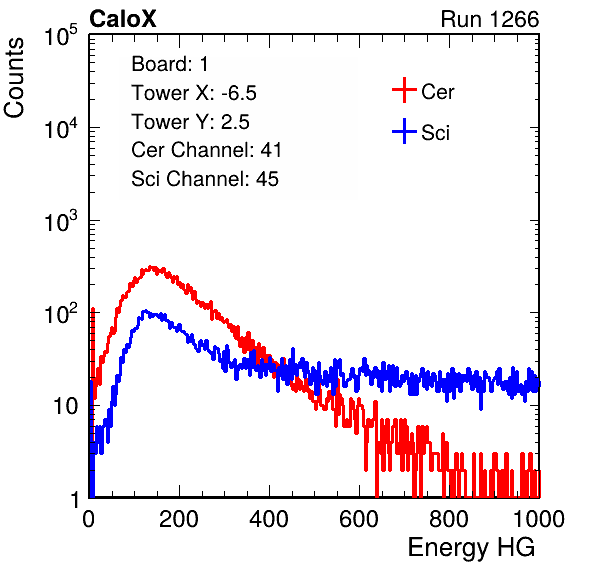 CaloX Run 1266
Counts
Board: 1
Tower X: -6.5
Tower Y: 2.5
Cer Channel: 41
Sci Channel: 45
Cer
Sci
10^5
10^4
10^3
10^2
10
1
0 200 400 600 800 1000
Energy HG